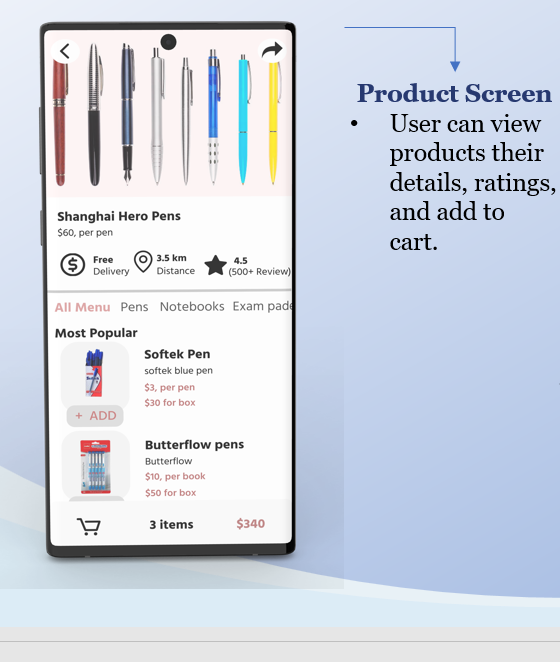 Product Screen
• User can view
products their
details, ratings,
and add to
cart.
Shanghai Hero Pens
$60, per pen
Free
Delivery
3.5 km
Distance
4.5
(500+ Review)
All Menu Pens Notebooks Exam pade
Most Popular
Softek Pen
softek blue pen
$3, per pen
$30 for box
+ ADD
Butterflow pens
Butterflow
$10, per book
$50 for box
3 items $340